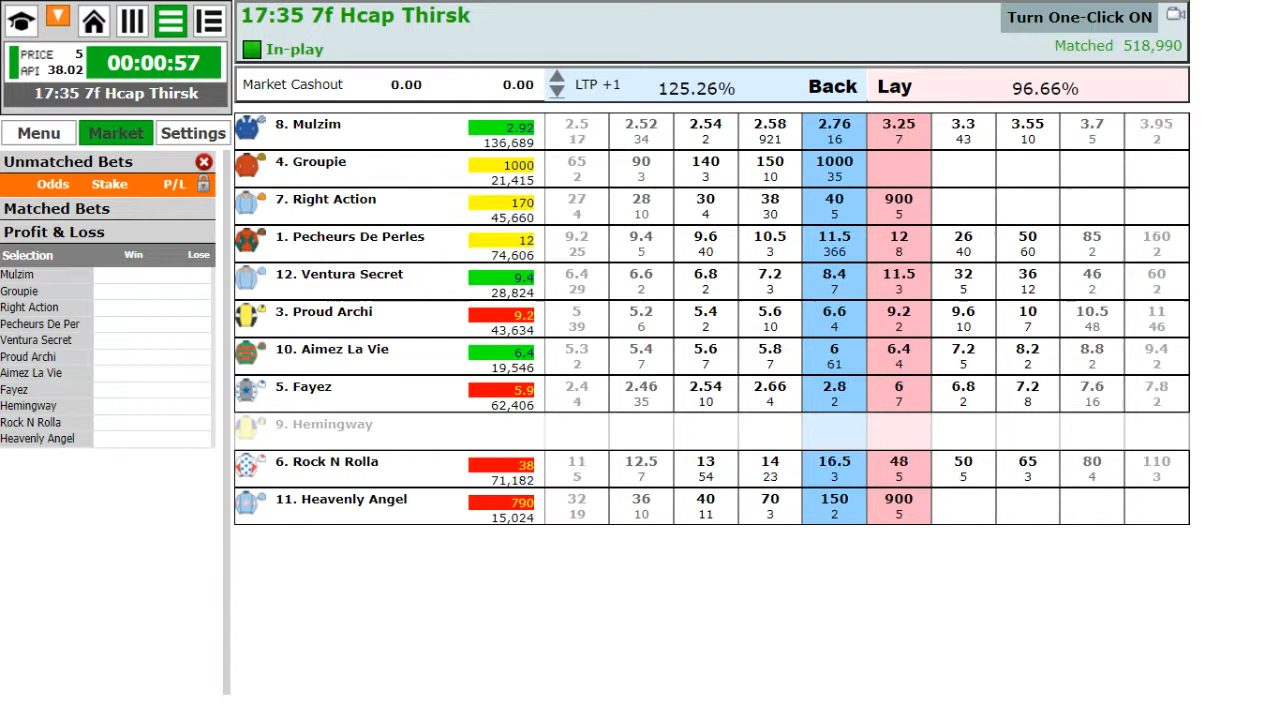 17:35 7f Hcap Thirsk
Turn One-Click ON
In-play
Matched 518,990
PRICE 5
API 38.02
00:00:57
17:35 7f Hcap Thirsk
Market Cashout 0.00 0.00 LTP +1 125.26% Back Lay 96.66%
Menu Market Settings
Unmatched Bets
Odds Stake P/L
Matched Bets
Profit & Loss
Selection Win Lose
Mulzim
Groupie
Right Action
Pecheurs De Per
Ventura Secret
Proud Archi
Aimez La Vie
Fayez
Hemingway
Rock N Rolla
Heavenly Angel
8. Mulzim 2.92 2.5 2.52 2.54 2.58 2.76 3.25 3.3 3.55 3.7 3.95
136,689 17 34 2 921 16 7 43 10 5 2
4. Groupie 1000 65 90 140 150 1000
21,415 2 3 3 10 35
7. Right Action 170 27 28 30 38 40 900
45,660 4 10 4 30 5 5
1. Pecheurs De Perles 12 9.2 9.4 9.6 10.5 11.5 12 26 50 85 160
74,606 25 5 40 3 366 8 40 60 2 2
12. Ventura Secret 9.4 6.4 6.6 6.8 7.2 8.4 11.5 32 36 46 60
28,824 29 2 2 3 7 3 5 12 2 2
3. Proud Archi 9.2 5 5.2 5.4 5.6 6.6 9.2 9.6 10 10.5 11
43,634 39 6 2 10 4 2 10 7 48 46
10. Aimez La Vie 6.4 5.3 5.4 5.6 5.8 6 6.4 7.2 8.2 8.8 9.4
19,546 2 7 7 7 61 4 5 2 2 2
5. Fayez 5.9 2.4 2.46 2.54 2.66 2.8 6 6.8 7.2 7.6 7.8
62,406 4 35 10 4 2 7 2 8 16 2
9. Hemingway
6. Rock N Rolla 38 11 12.5 13 14 16.5 48 50 65 80 110
71,182 5 7 54 23 3 5 5 3 4 3
11. Heavenly Angel 790 32 36 40 70 150 900
15,024 19 10 11 3 2 5